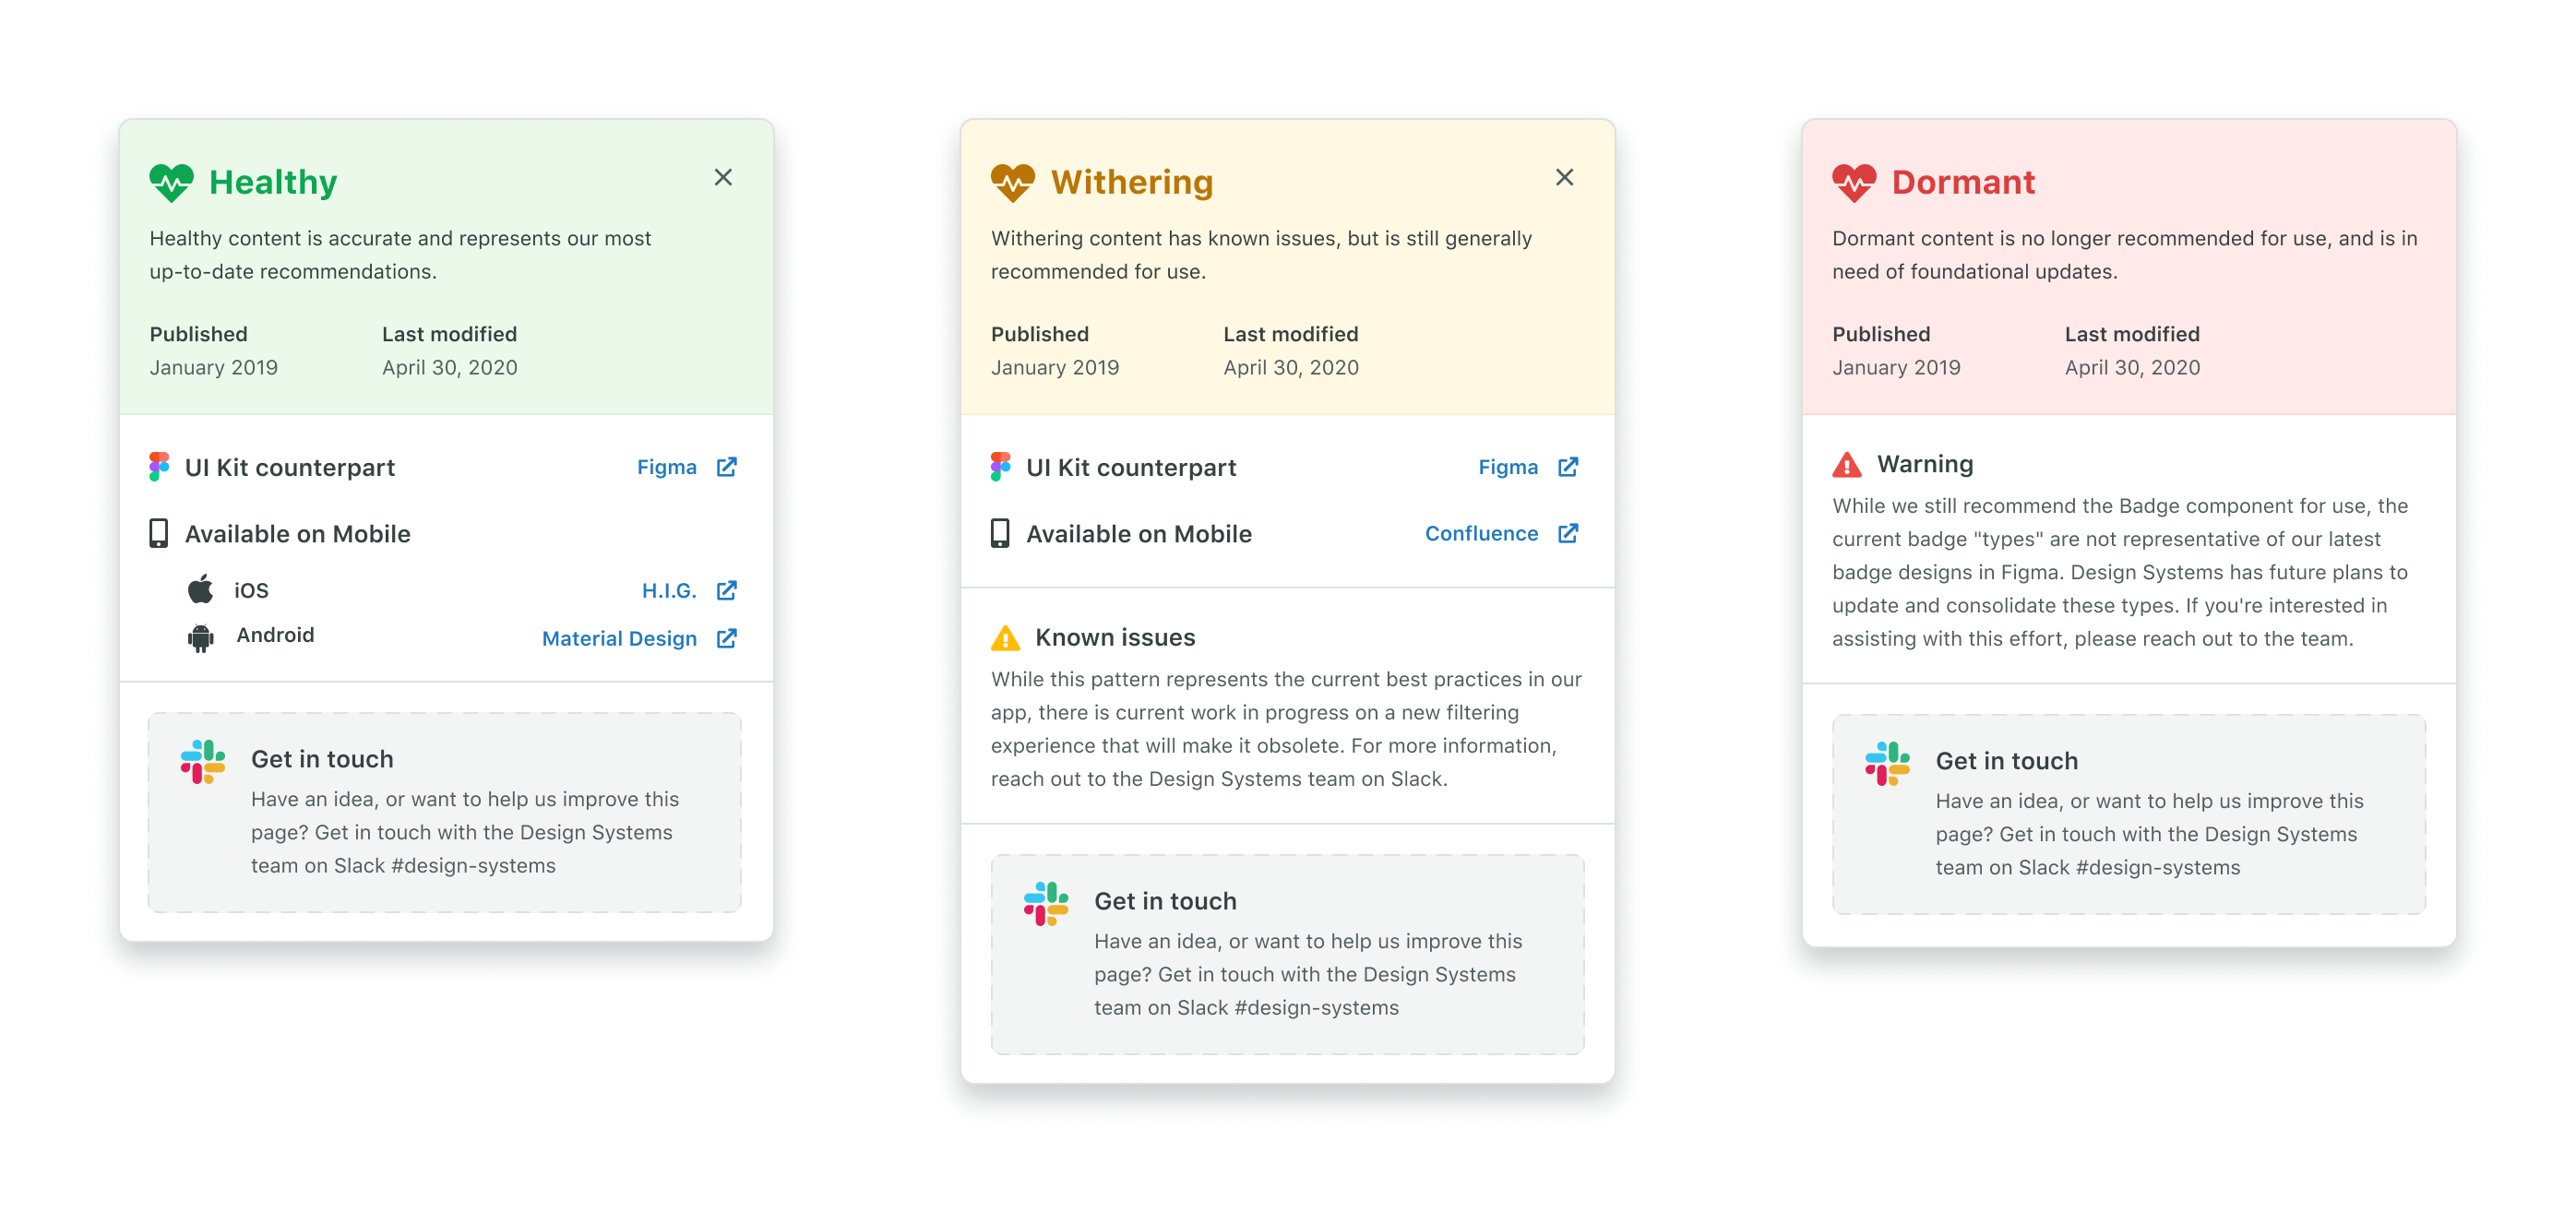 Healthy
Healthy content is accurate and represents our most
up-to-date recommendations.
Published
Last modified
January 2019
April 30, 2020
UI Kit counterpart
Figma
Available on Mobile
iOS
H.I.G.
Android
Material Design
Get in touch
Have an idea, or want to help us improve this
page? Get in touch with the Design Systems
team on Slack #design-systems
Withering
Withering content has known issues, but is still generally
recommended for use.
Published
Last modified
January 2019
April 30, 2020
UI Kit counterpart
Figma
Available on Mobile
Confluence
Known issues
While this pattern represents the current best practices in our
app, there is current work in progress on a new filtering
experience that will make it obsolete. For more information,
reach out to the Design Systems team on Slack.
Get in touch
Have an idea, or want to help us improve this
page? Get in touch with the Design Systems
team on Slack #design-systems
Dormant
Dormant content is no longer recommended for use, and is in
need of foundational updates.
Published
Last modified
January 2019
April 30, 2020
Warning
While we still recommend the Badge component for use, the
current badge "types" are not representative of our latest
badge designs in Figma. Design Systems has future plans to
update and consolidate these types. If you're interested in
assisting with this effort, please reach out to the team.
Get in touch
Have an idea, or want to help us improve this
page? Get in touch with the Design Systems
team on Slack #design-systems